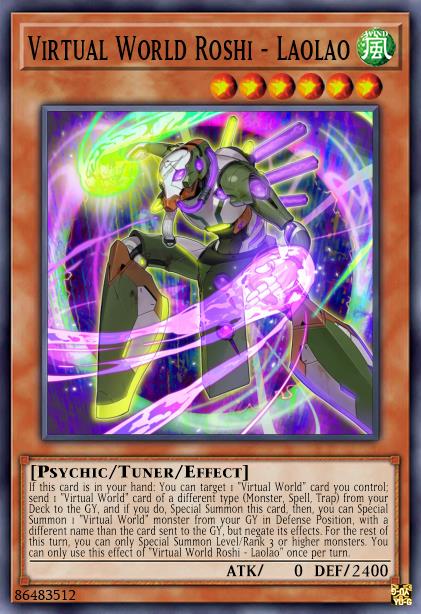 Virtual World Roshi - Laolao
WIND
風
[Psychic/Tuner/Effect]
If this card is in your hand: You can target 1 "Virtual World" card you control;
send 1 "Virtual World" card of a different type (Monster, Spell, Trap) from your
Deck to the GY, and if you do, Special Summon this card, then, you can Special
Summon 1 "Virtual World" monster from your GY in Defense Position, with a
different name than the card sent to the GY, but negate its effects. For the rest of
this turn, you can only Special Summon Level/Rank 3 or higher monsters. You
can only use this effect of "Virtual World Roshi - Laolao" once per turn.
ATK/ 0 DEF/2400
86483512